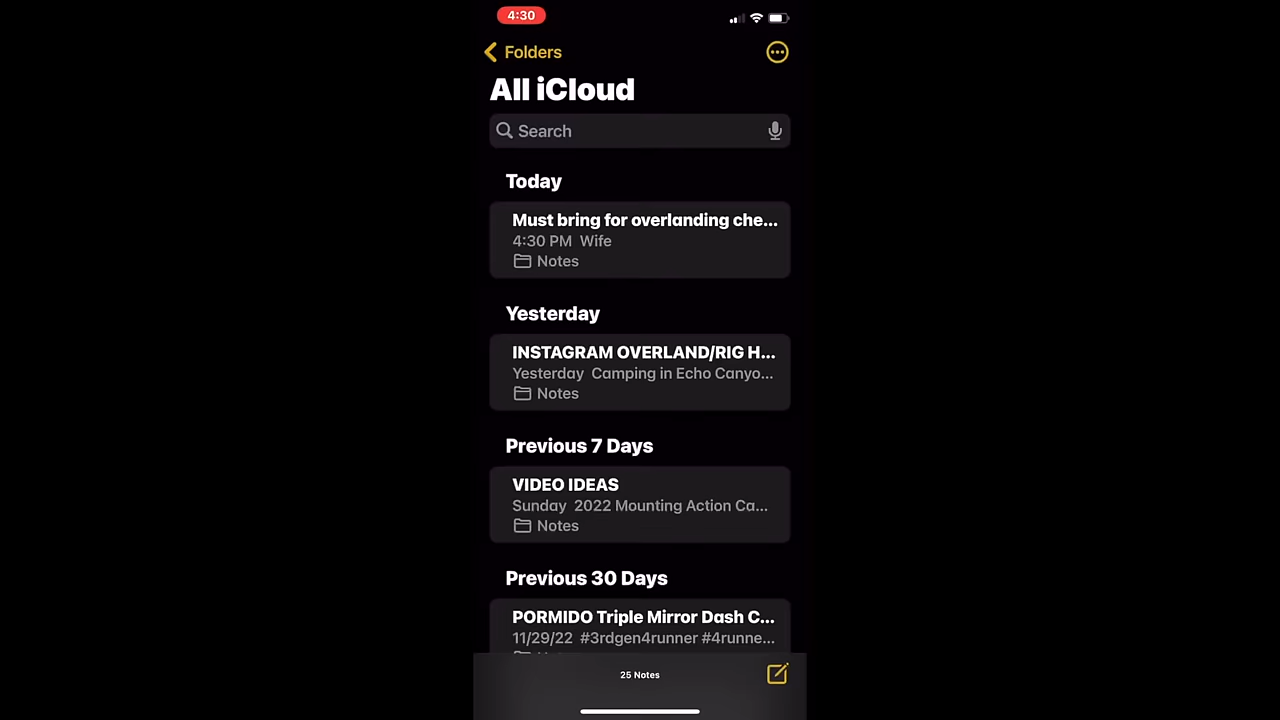 4:30
Folders
All iCloud
Search
Today
Must bring for overlanding che...
4:30 PM Wife
Notes
Yesterday
INSTAGRAM OVERLAND/RIG H...
Yesterday Camping in Echo Canyo...
Notes
Previous 7 Days
VIDEO IDEAS
Sunday 2022 Mounting Action Ca...
Notes
Previous 30 Days
PORMIDO Triple Mirror Dash C...
11/29/22 #3rdgen4runner #4runne...
25 Notes